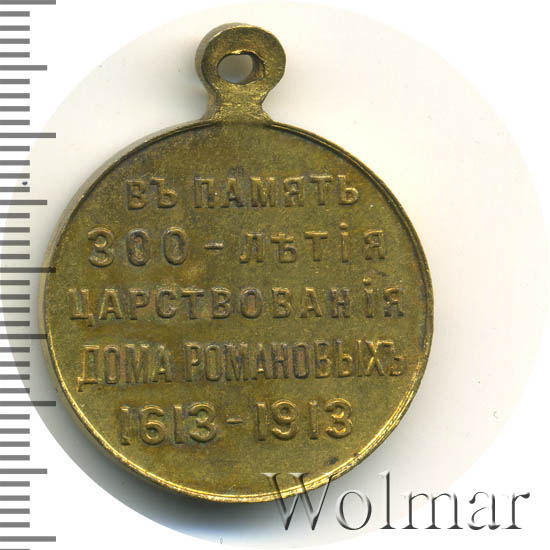 ВЪ ПАМЯТЬ
300-ЛѢТІЯ
ЦАРСТВОВАНІЯ
ДОМА РОМАНОВЫХЪ
1613-1913
Wolmar